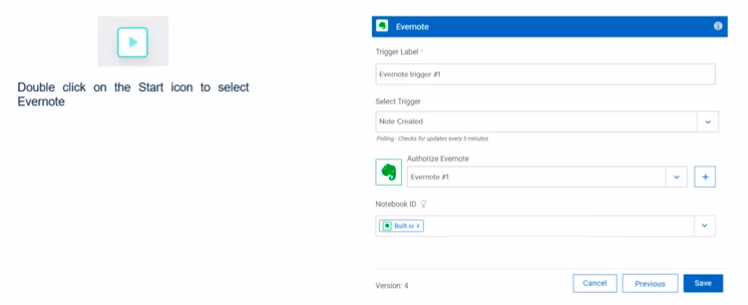 Double click on the Start icon to select
Evernote
Evernote
Trigger Label *
Evernote trigger #1
Select Trigger
Note Created
Polling - Checks for updates every 5 minutes
Authorize Evernote
Evernote #1
+
Notebook ID
Built.io x
Version: 4
Cancel
Previous
Save